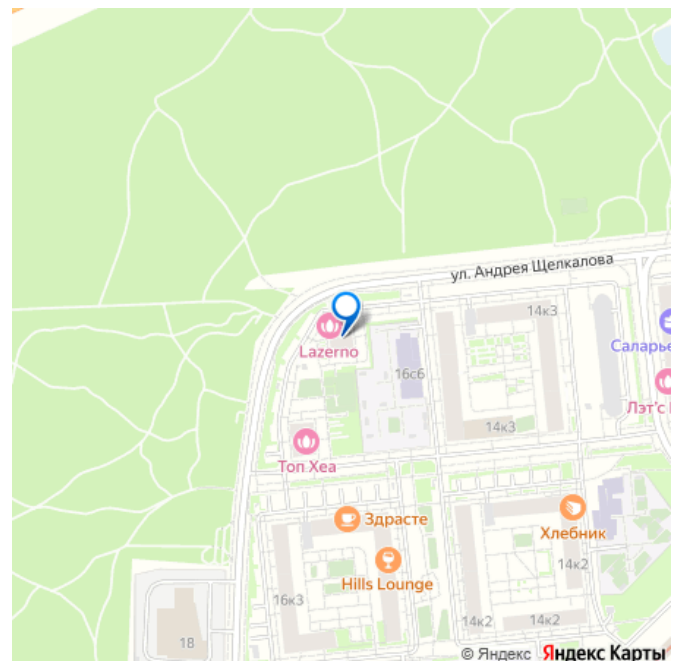 ул. Андрея Щелкалова
14к3
Lazerno
Саларье
16с6
Лэт'с
14к3
Топ Хеа
Здрасте
Хлебник
Hills Lounge
14к2
16к3
14к2
14к2
18
© Яндекс Яндекс Карты